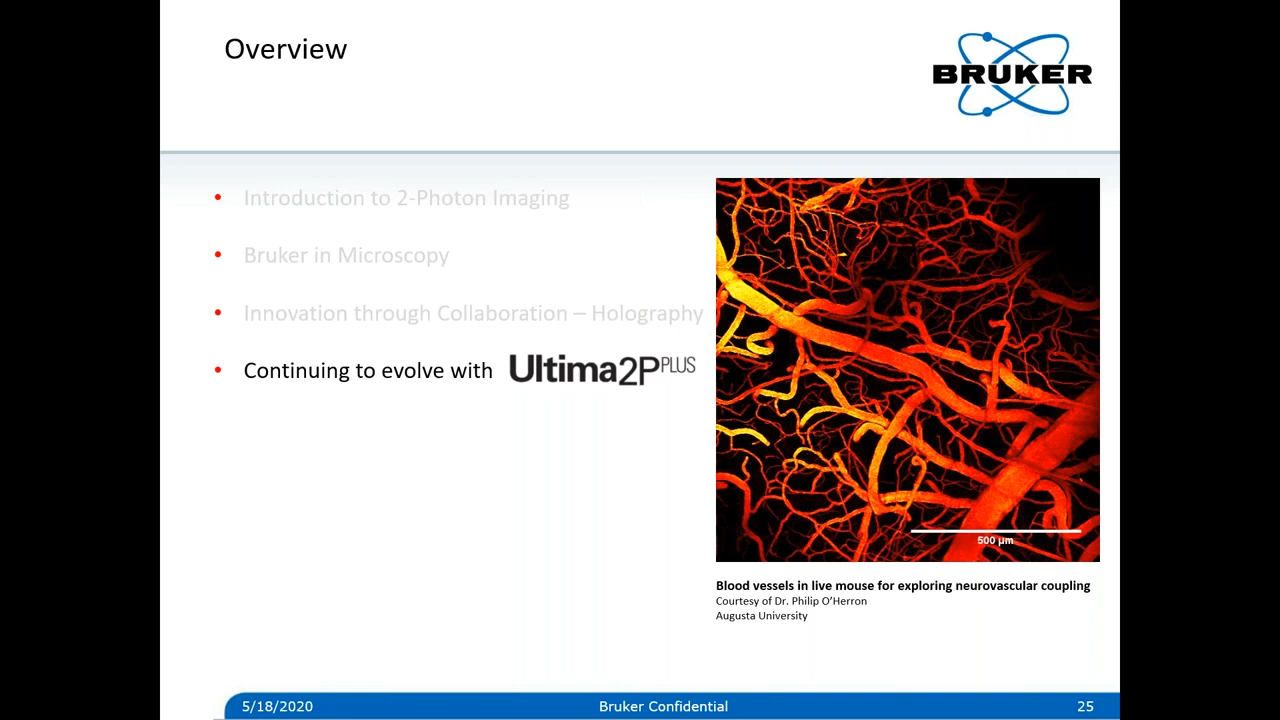 Overview
BRUKER
• Introduction to 2-Photon Imaging
• Bruker in Microscopy
• Innovation through Collaboration – Holography
• Continuing to evolve with Ultima2PPLUS
500 µm
Blood vessels in live mouse for exploring neurovascular coupling
Courtesy of Dr. Philip O’Herron
Augusta University
5/18/2020 Bruker Confidential 25